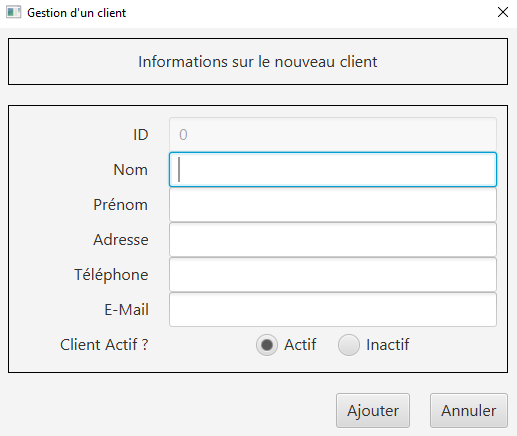 Gestion d'un client
Informations sur le nouveau client
ID 0
Nom
Prénom
Adresse
Téléphone
E-Mail
Client Actif ? Actif Inactif
Ajouter Annuler